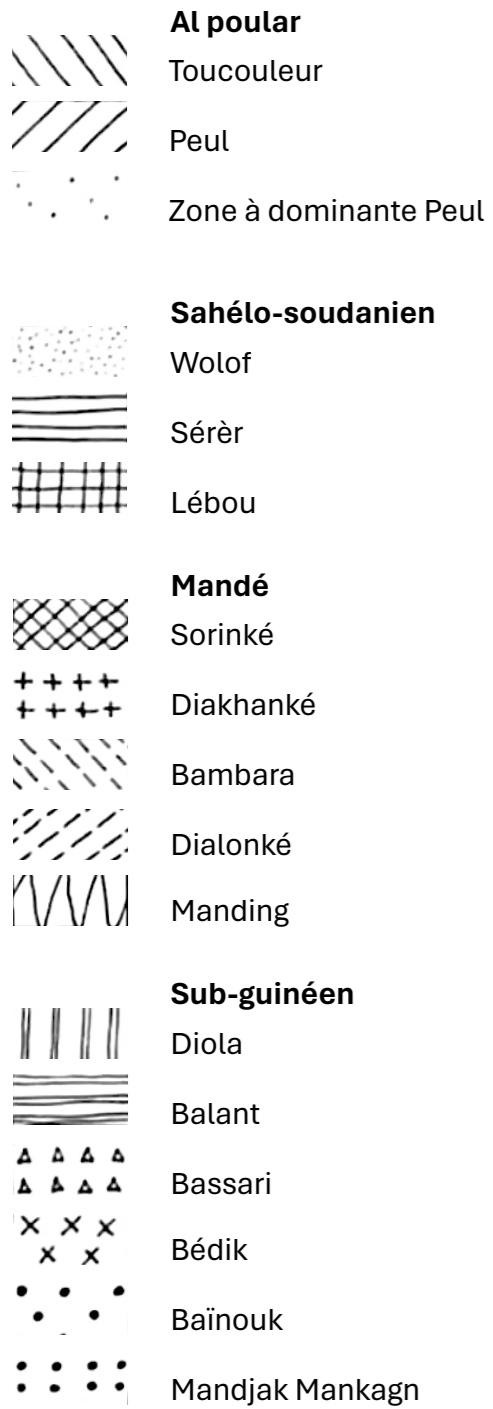 Al poular
Toucouleur
Peul
Zone à dominante Peul
Sahélo-soudanien
Wolof
Sérèr
Lébou
Mandé
Sorinké
Diakhanké
Bambara
Dialonké
Manding
Sub-guinéen
Diola
Balant
Bassari
Bédik
Baïnouk
Mandjak Mankagn